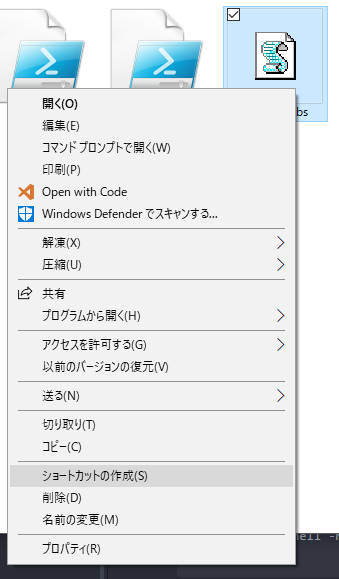 bs
開く(O)
編集(E)
コマンド プロンプトで開く(W)
印刷(P)
Open with Code
Windows Defender でスキャンする...
解凍(X)
圧縮(U)
共有
プログラムから開く(H)
アクセスを許可する(G)
以前のバージョンの復元(V)
送る(N)
切り取り(T)
コピー(C)
ショートカットの作成(S)
削除(D)
名前の変更(M)
プロパティ(R)